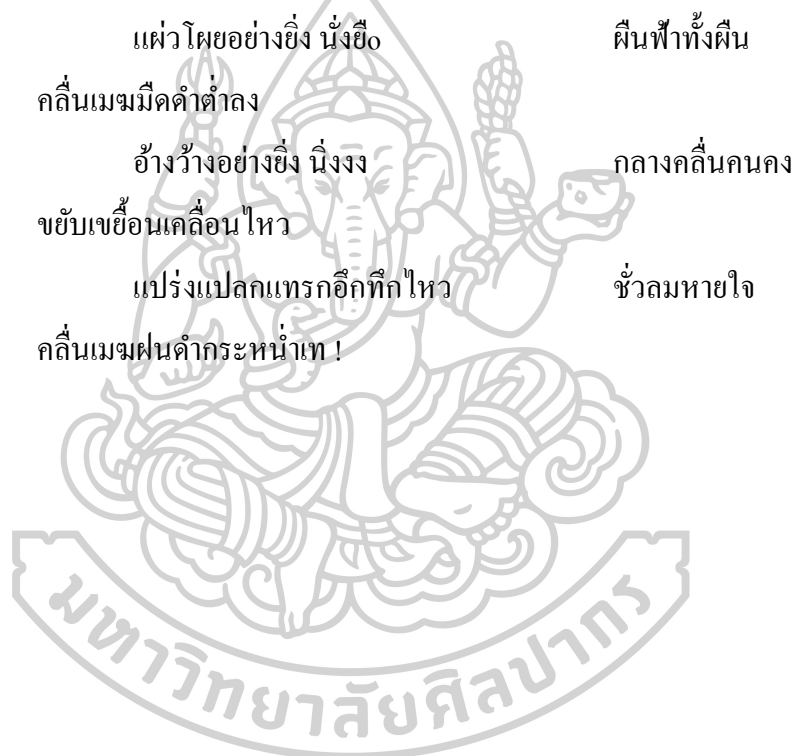 แผ่วโผยอย่างยิ่ง นั่งยืo ผืนฟ้าทั้งผืน
คลื่นเมฆมืดดำต่ำลง
อ้างว้างอย่างยิ่ง นิ่งงง กลางคลื่นคนคง
ขยับเขยื้อนเคลื่อนไหว
แปร่งแปลกแทรกอึกทึกไหว ชั่วลมหายใจ
คลื่นเมฆฝนดำกระหน่ำเท !
มหาวิทยาลัยศิลปากร